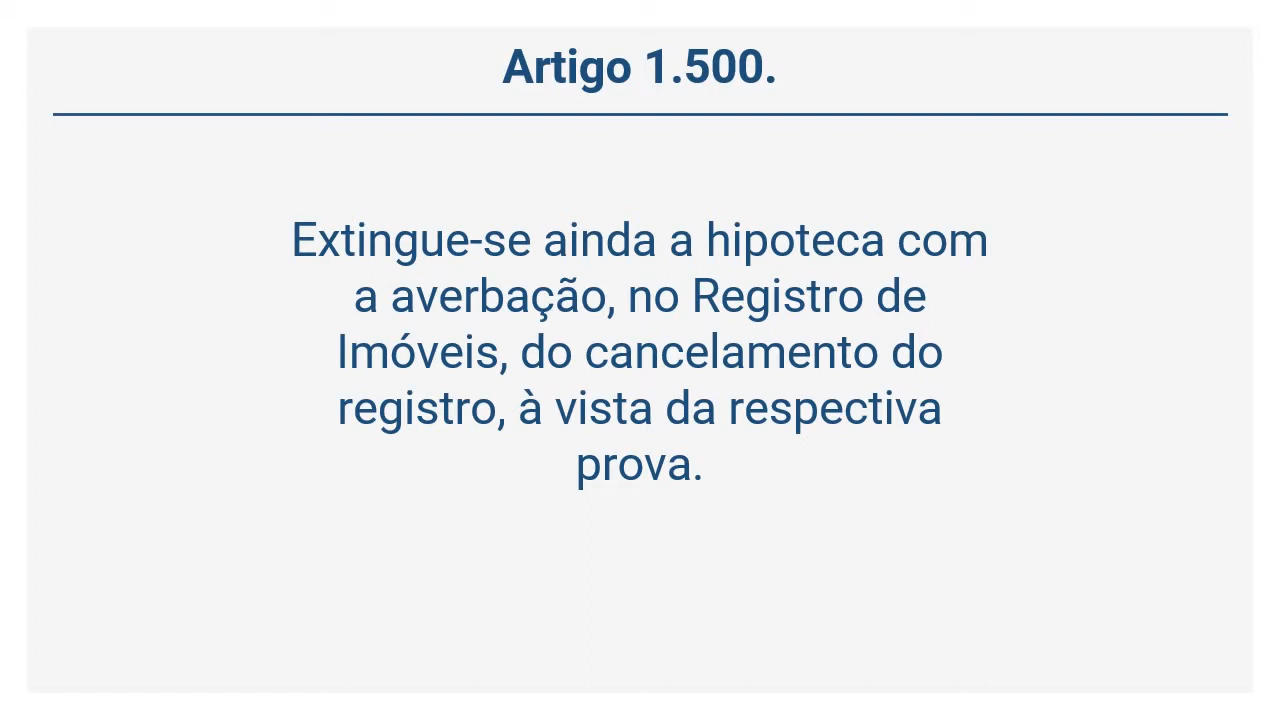 Artigo 1.500.
Extingue-se ainda a hipoteca com
a averbação, no Registro de
Imóveis, do cancelamento do
registro, à vista da respectiva
prova.